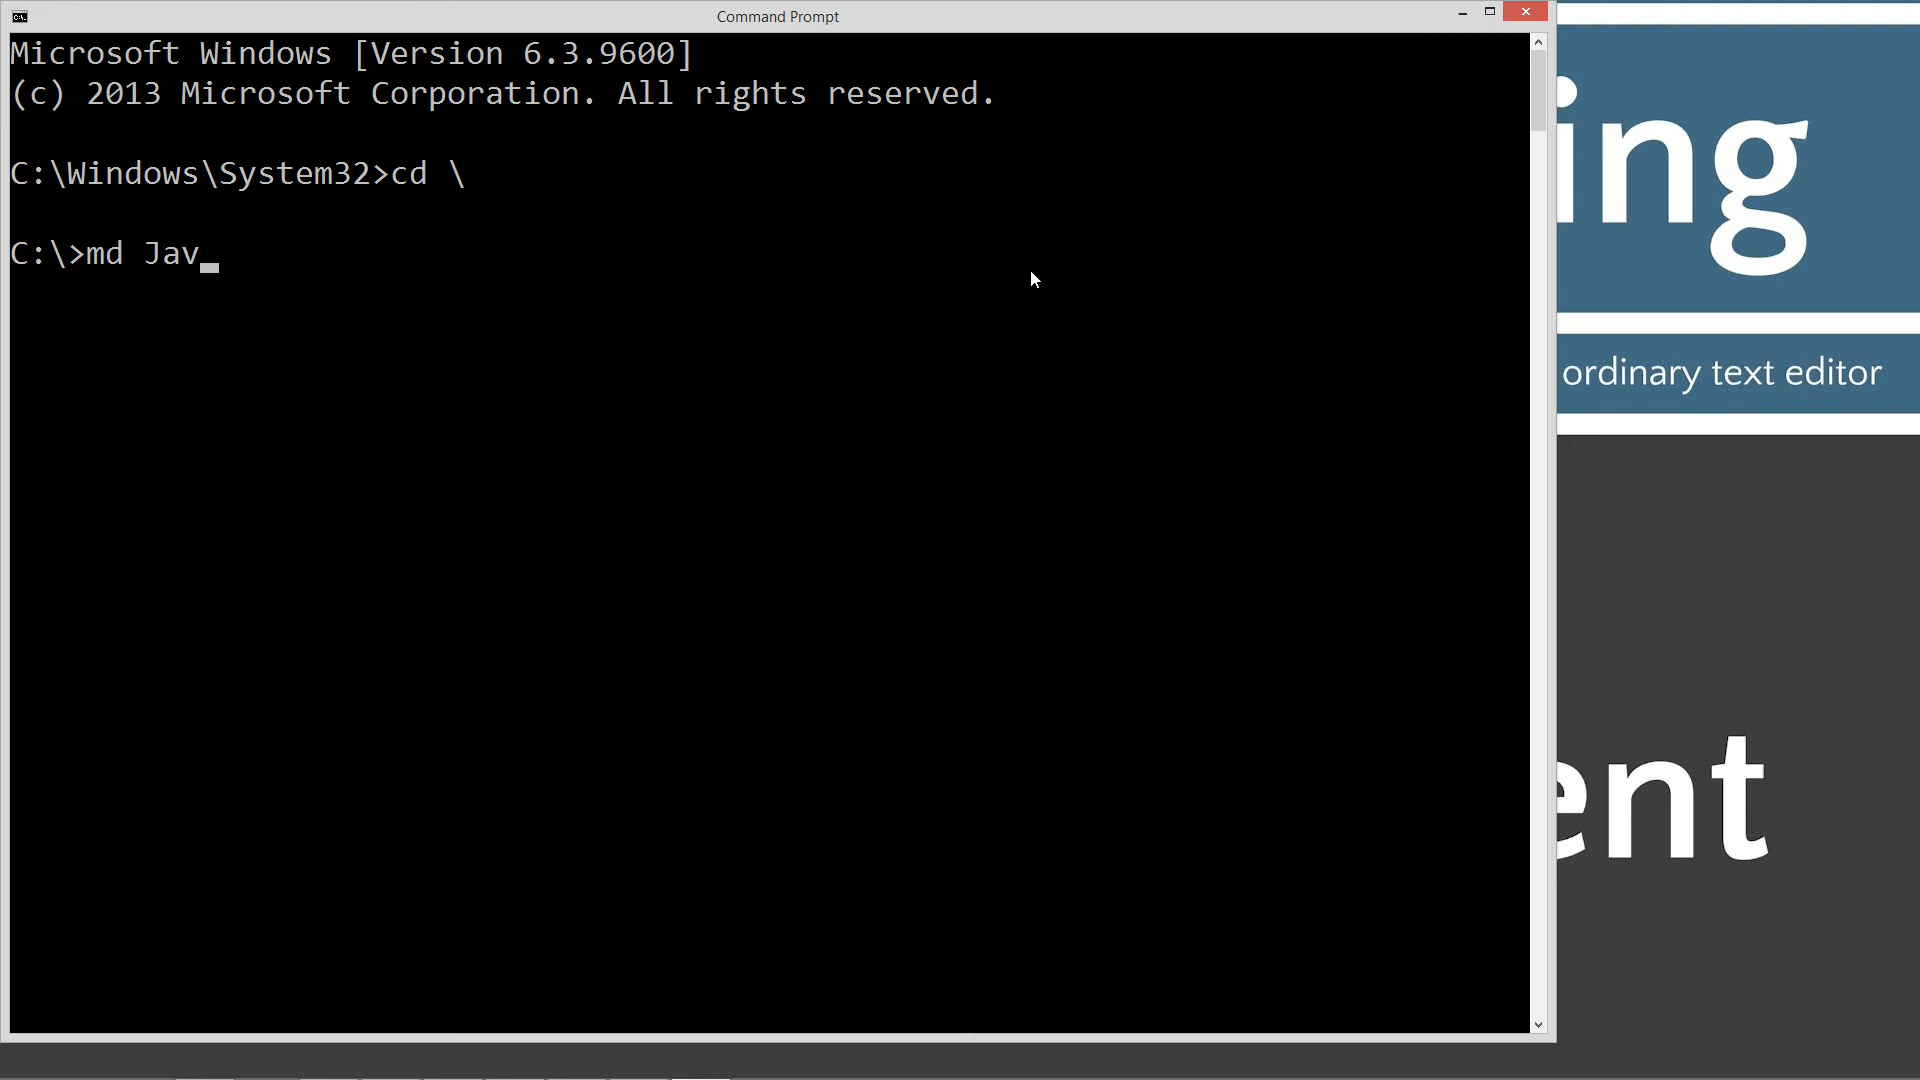 Command Prompt
Microsoft Windows [Version 6.3.9600]
(c) 2013 Microsoft Corporation. All rights reserved.
C:\Windows\System32>cd \
C:\>md Jav
ing
ordinary text editor
ent